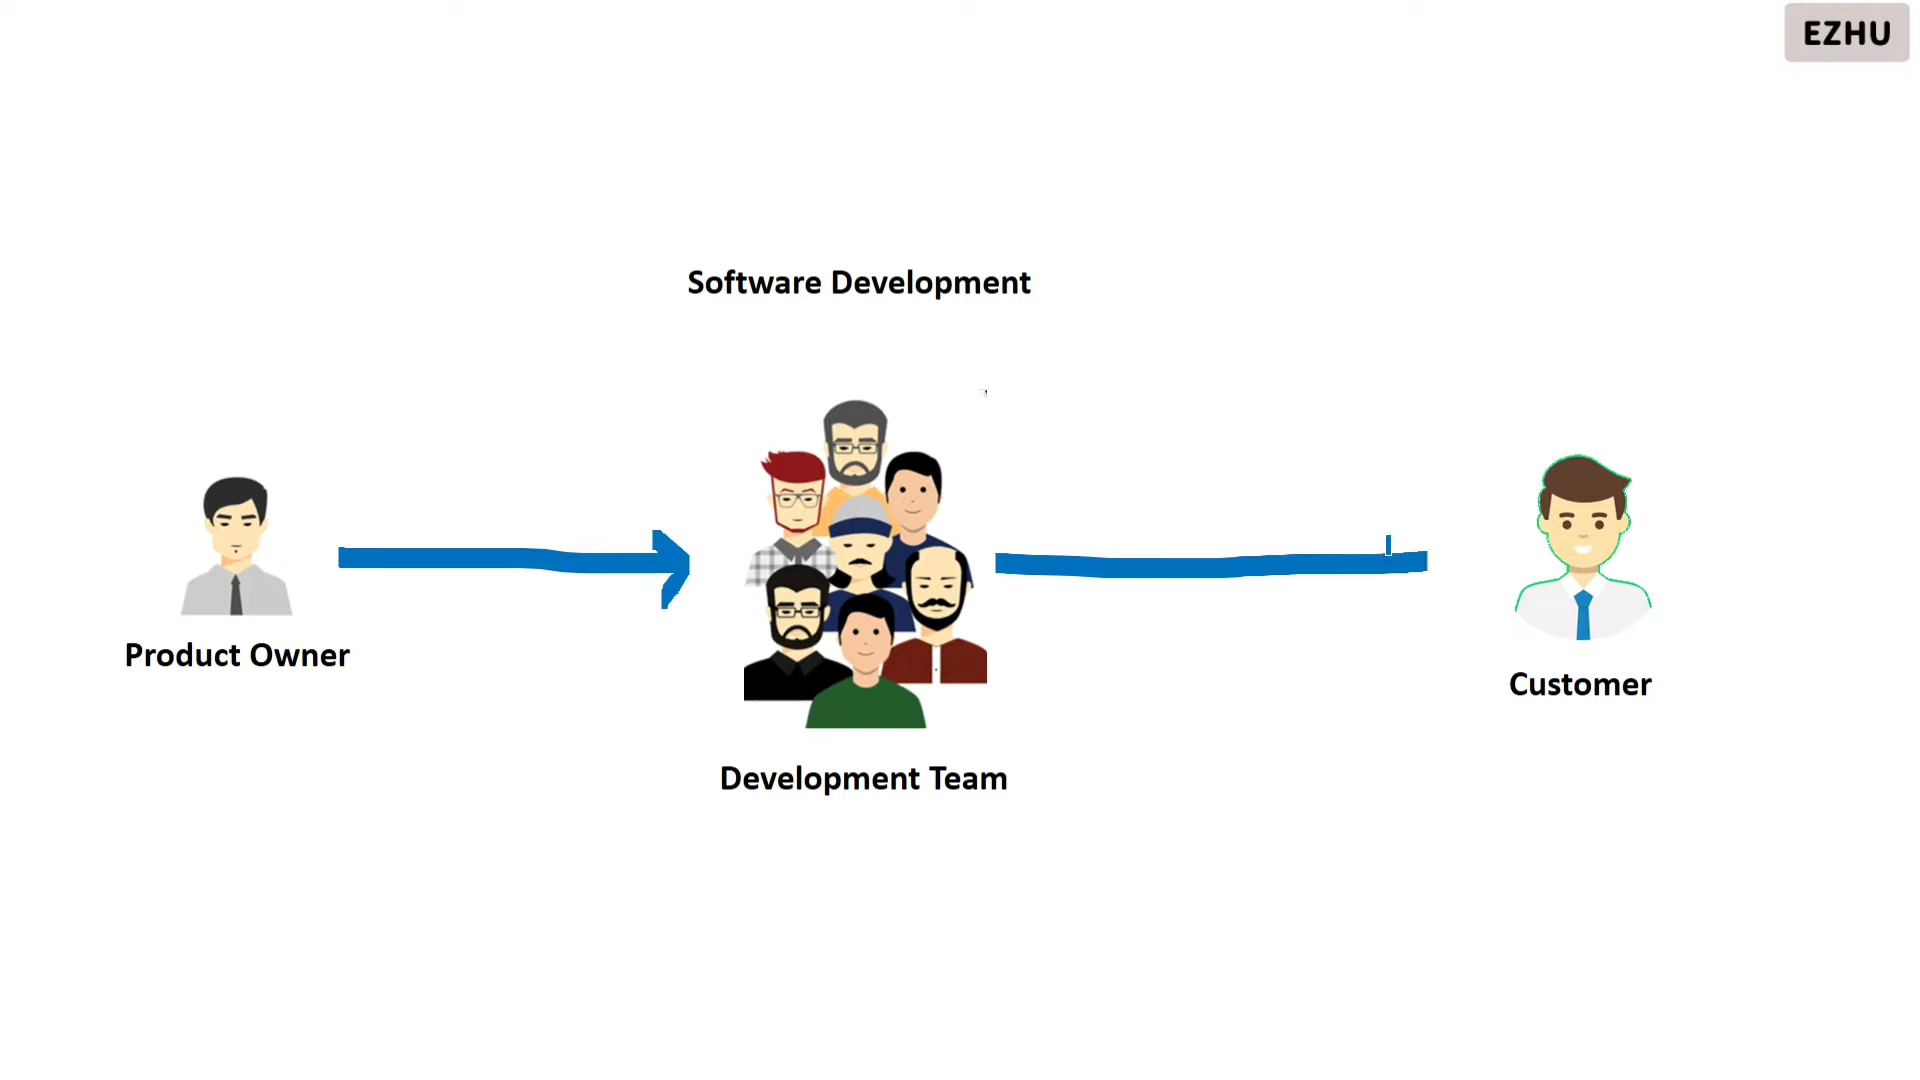 EZHU
Software Development
Product Owner
Customer
Development Team